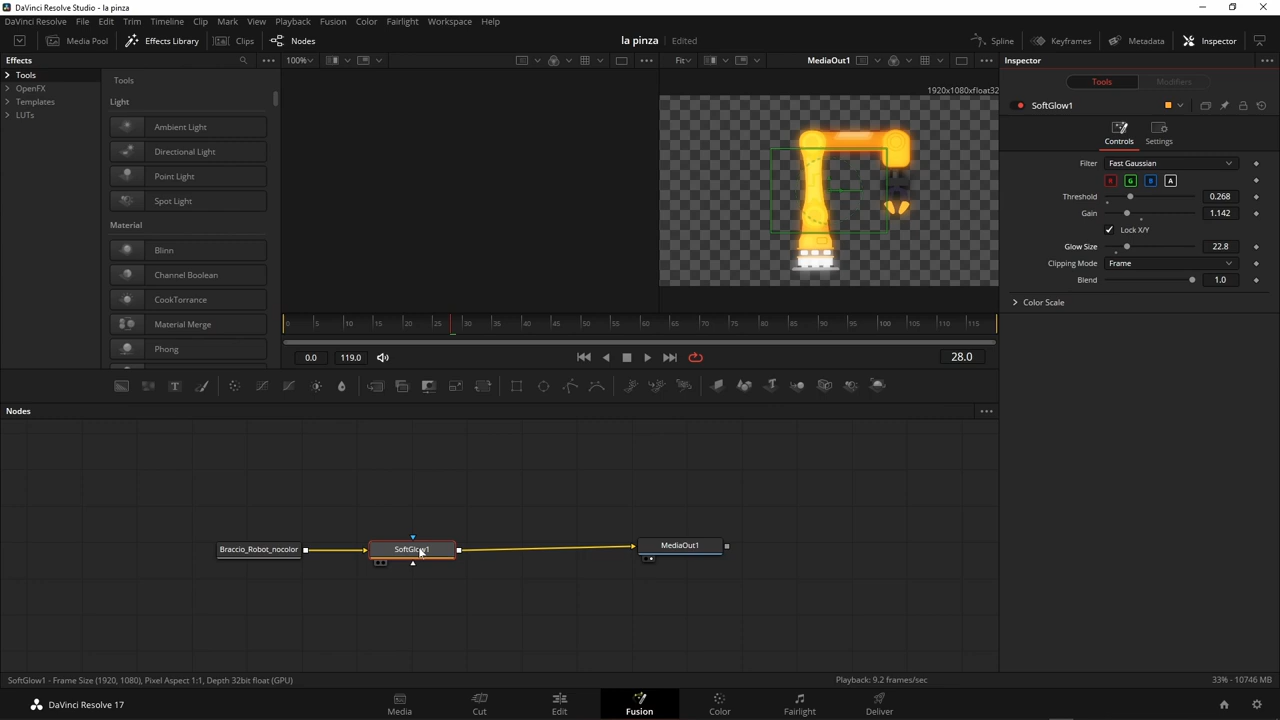 DaVinci Resolve Studio - la pinza
DaVinci Resolve File Edit Trim Timeline Clip Mark View Playback Fusion Color Fairlight Workspace Help
Media Pool Effects Library Clips Nodes la pinza Edited Spline Keyframes Metadata Inspector
Effects 100% Fit MediaOut1 Inspector
Tools
OpenFX
Templates
LUTs
Tools
Light
Ambient Light
Directional Light
Point Light
Spot Light
Material
Blinn
Channel Boolean
CookTorrance
Material Merge
Phong
1920x1080xfloat32
0 5 10 15 20 25 30 35 40 45 50 55 60 65 70 75 80 85 90 95 100 105 110 115
0.0 119.0 28.0
Tools Modifiers
SoftGlow1
Controls Settings
Filter Fast Gaussian
R G B A
Threshold 0.268
Gain 1.142
Lock X/Y
Glow Size 22.8
Clipping Mode Frame
Blend 1.0
Color Scale
Nodes
Braccio_Robot_nocolor
SoftGlow1
MediaOut1
SoftGlow1 - Frame Size (1920, 1080), Pixel Aspect 1:1, Depth 32bit float (GPU) Playback: 9.2 frames/sec 33% - 10746 MB
DaVinci Resolve 17 Media Cut Edit Fusion Color Fairlight Deliver